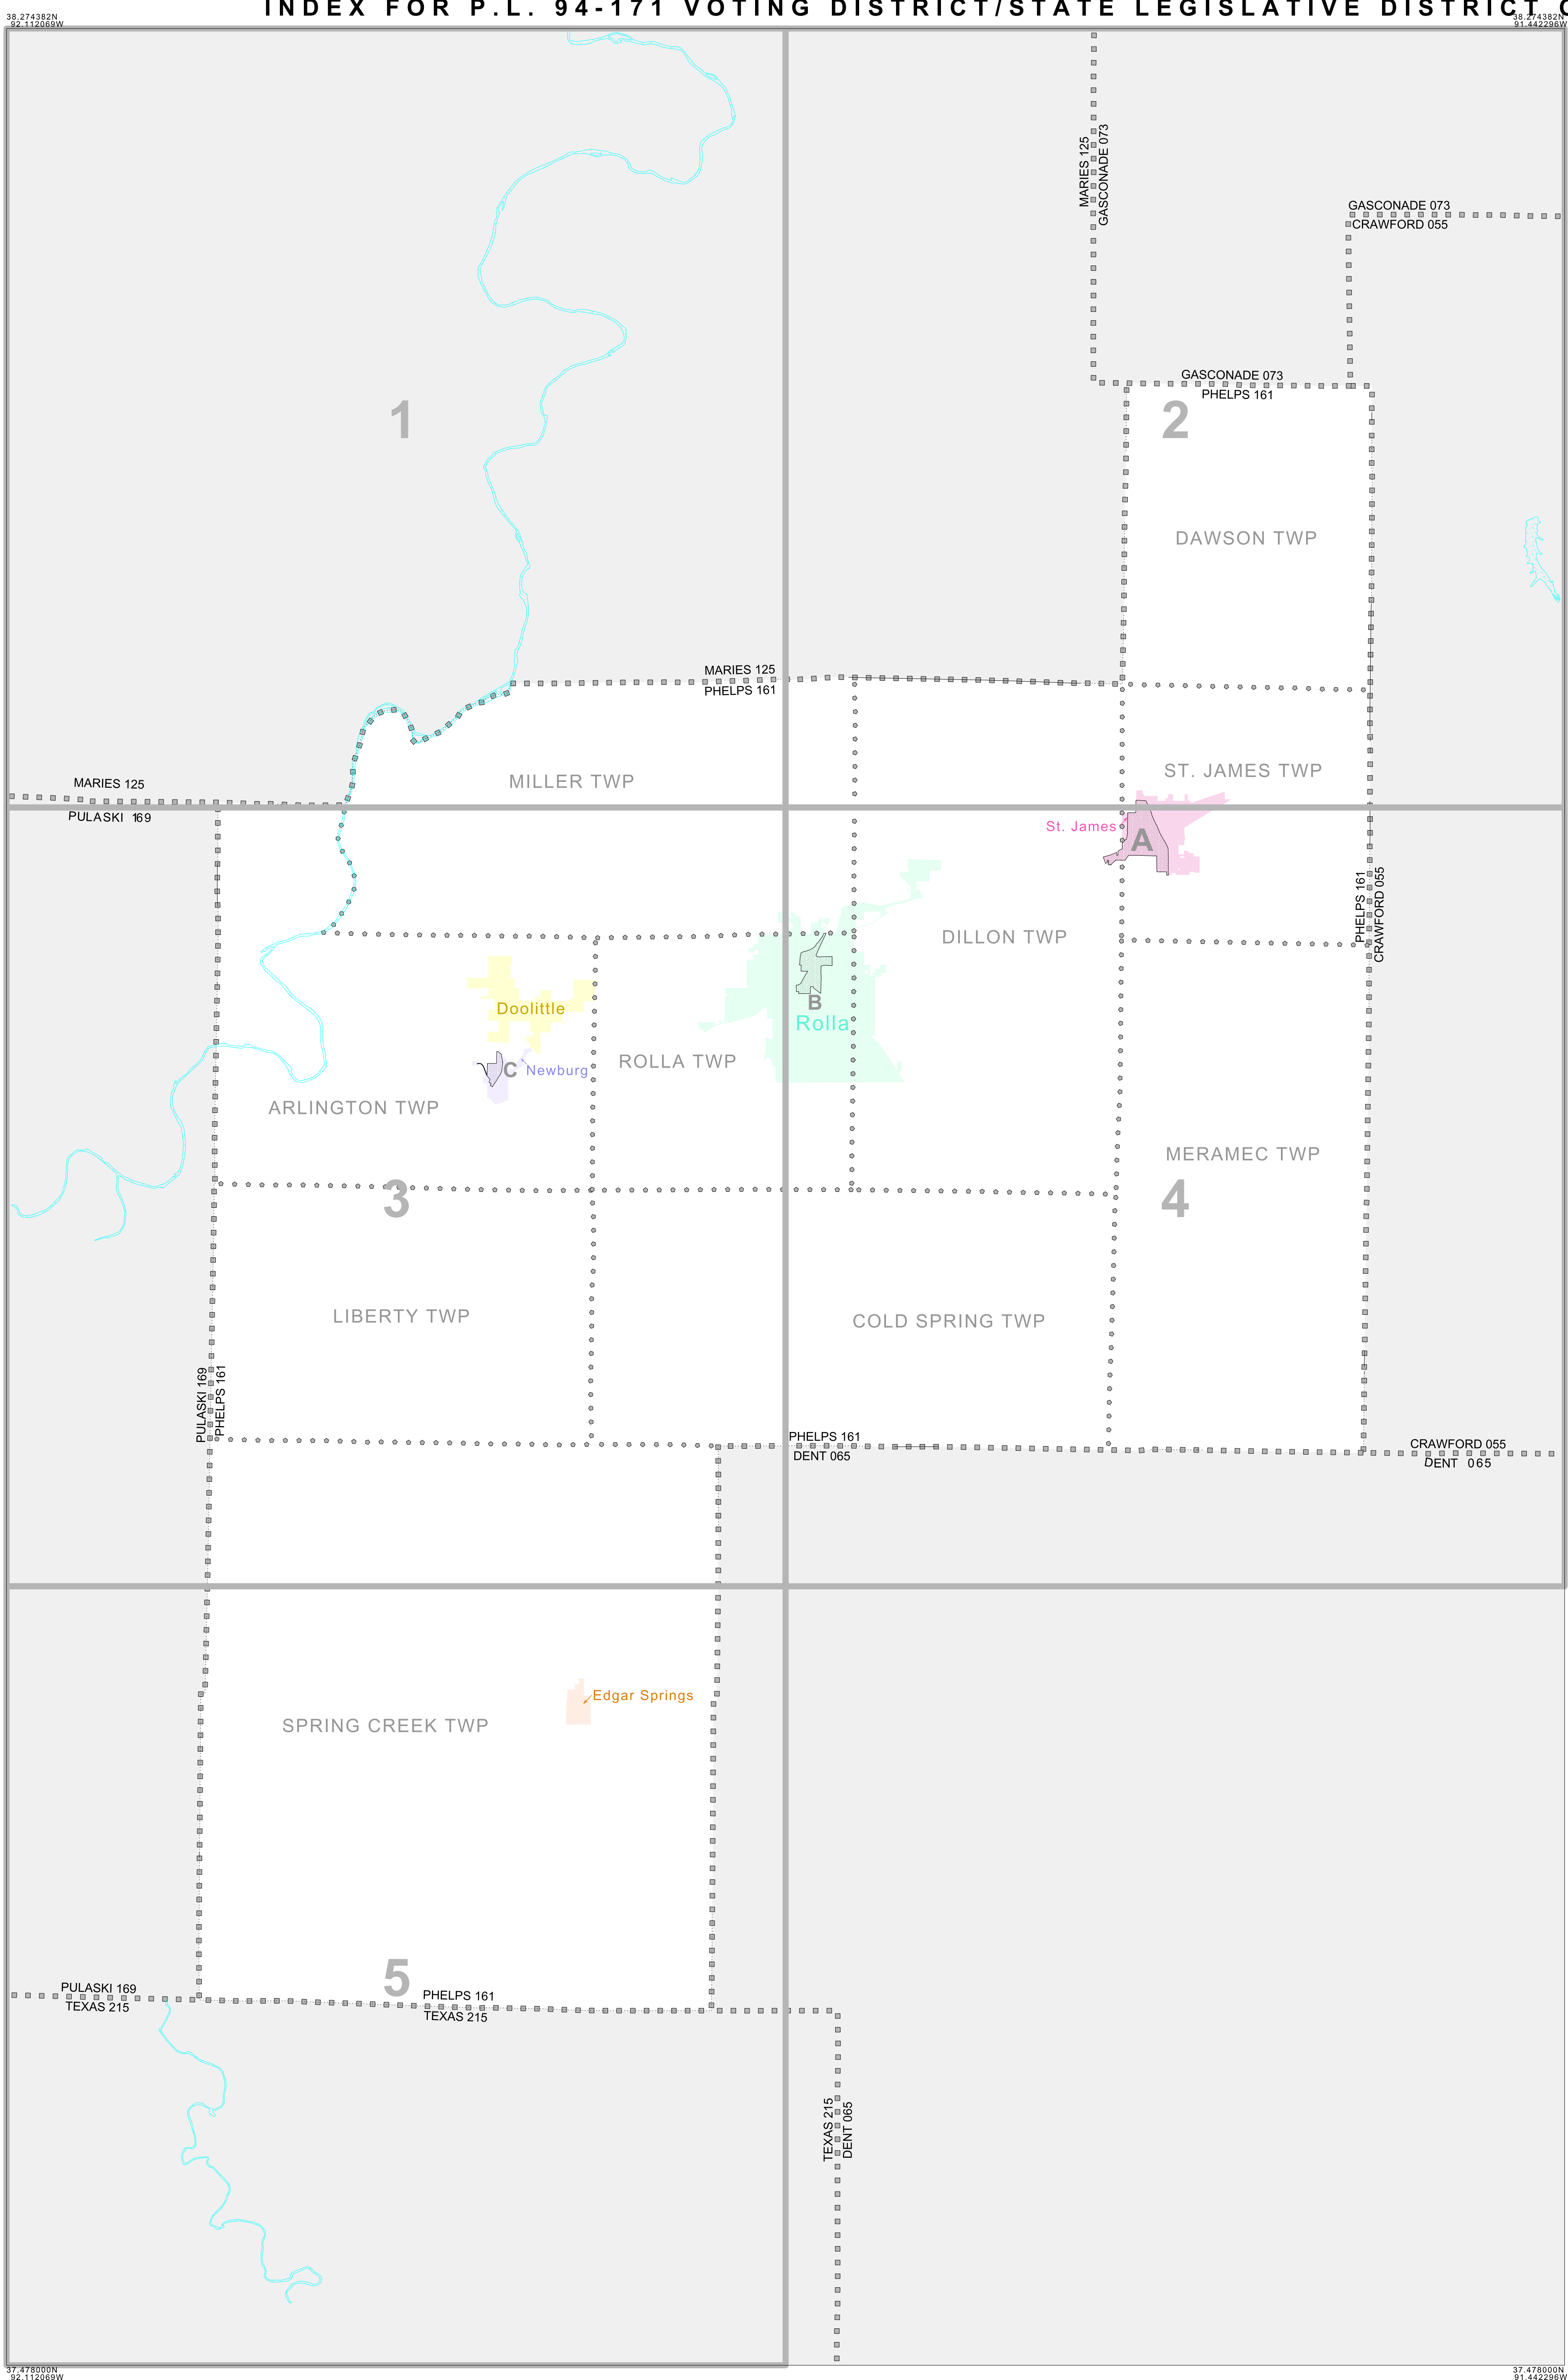 INDEX FOR P.L. 94-171 VOTING DISTRICT/STATE LEGISLATIVE DISTRICT
38.274382N
92.112069W
38.274382N
91.442296W
MARIES 125
GASCONADE 073
GASCONADE 073
CRAWFORD 055
GASCONADE 073
PHELPS 161
1
2
DAWSON TWP
MARIES 125
PHELPS 161
ST. JAMES TWP
MILLER TWP
MARIES 125
PULASKI 169
St. James
A
PHELPS 161
CRAWFORD 055
DILLON TWP
B
Doolittle
Rolla
ROLLA TWP
C
Newburg
ARLINGTON TWP
MERAMEC TWP
3
4
LIBERTY TWP
COLD SPRING TWP
PULASKI 169
PHELPS 161
PHELPS 161
DENT 065
CRAWFORD 055
DENT 065
Edgar Springs
SPRING CREEK TWP
5
PULASKI 169
TEXAS 215
PHELPS 161
TEXAS 215
TEXAS 215
DENT 065
37.478000N
92.112069W
37.478000N
91.442296W